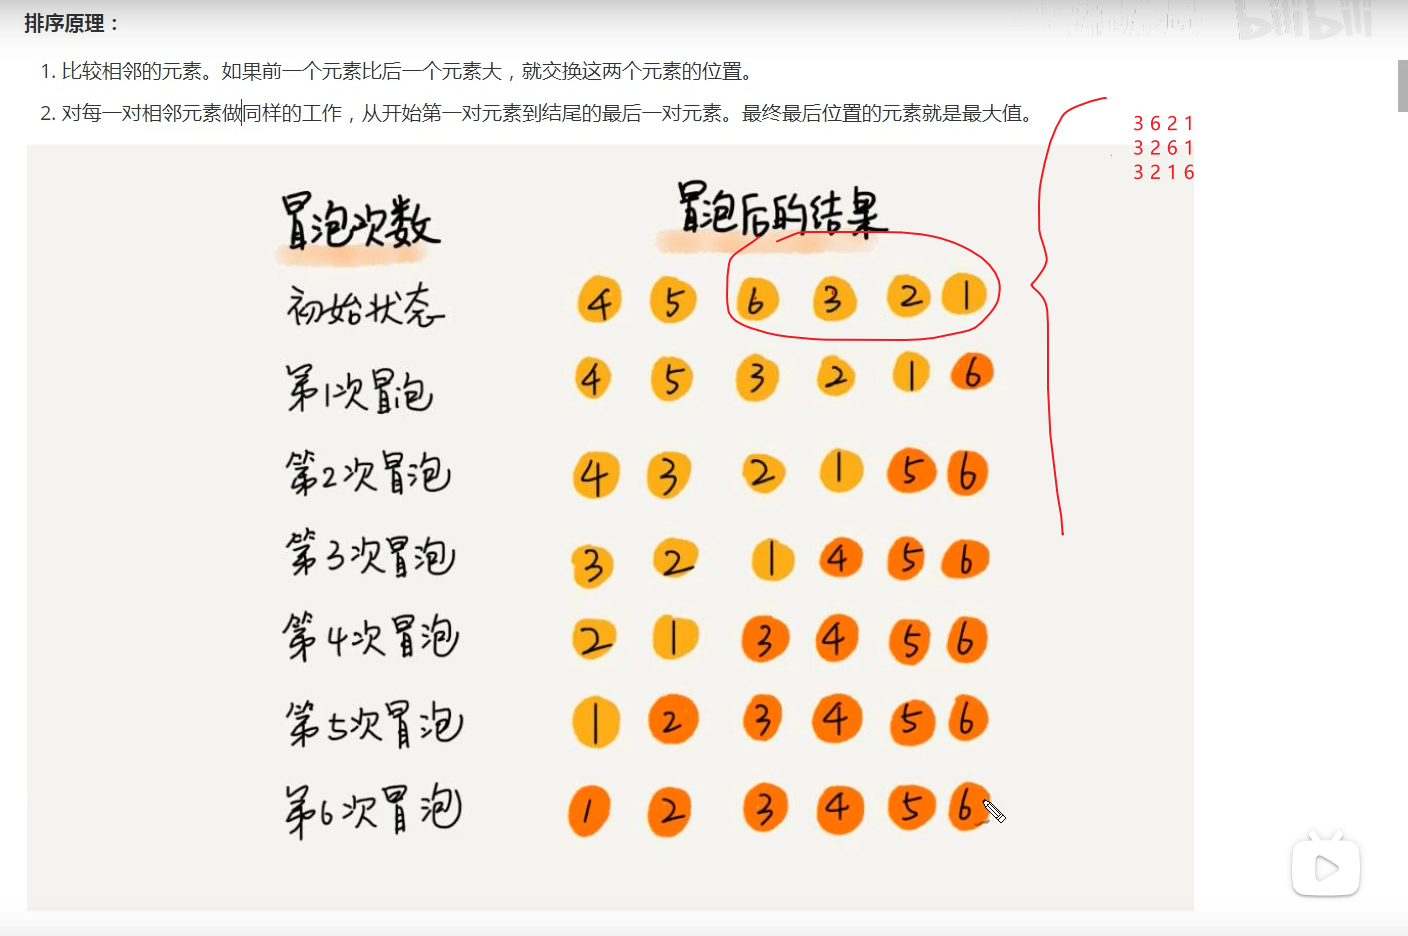 排序原理：
1. 比较相邻的元素。如果前一个元素比后一个元素大，就交换这两个元素的位置。
2. 对每一对相邻元素做同样的工作，从开始第一对元素到结尾的最后一对元素。最终最后位置的元素就是最大值。
3 6 2 1
3 2 6 1
3 2 1 6
冒泡次数 冒泡后的结果
初始状态 4 5 6 3 2 1
第1次冒泡 4 5 3 2 1 6
第2次冒泡 4 3 2 1 5 6
第3次冒泡 3 2 1 4 5 6
第4次冒泡 2 1 3 4 5 6
第5次冒泡 1 2 3 4 5 6
第6次冒泡 1 2 3 4 5 6
bilibili